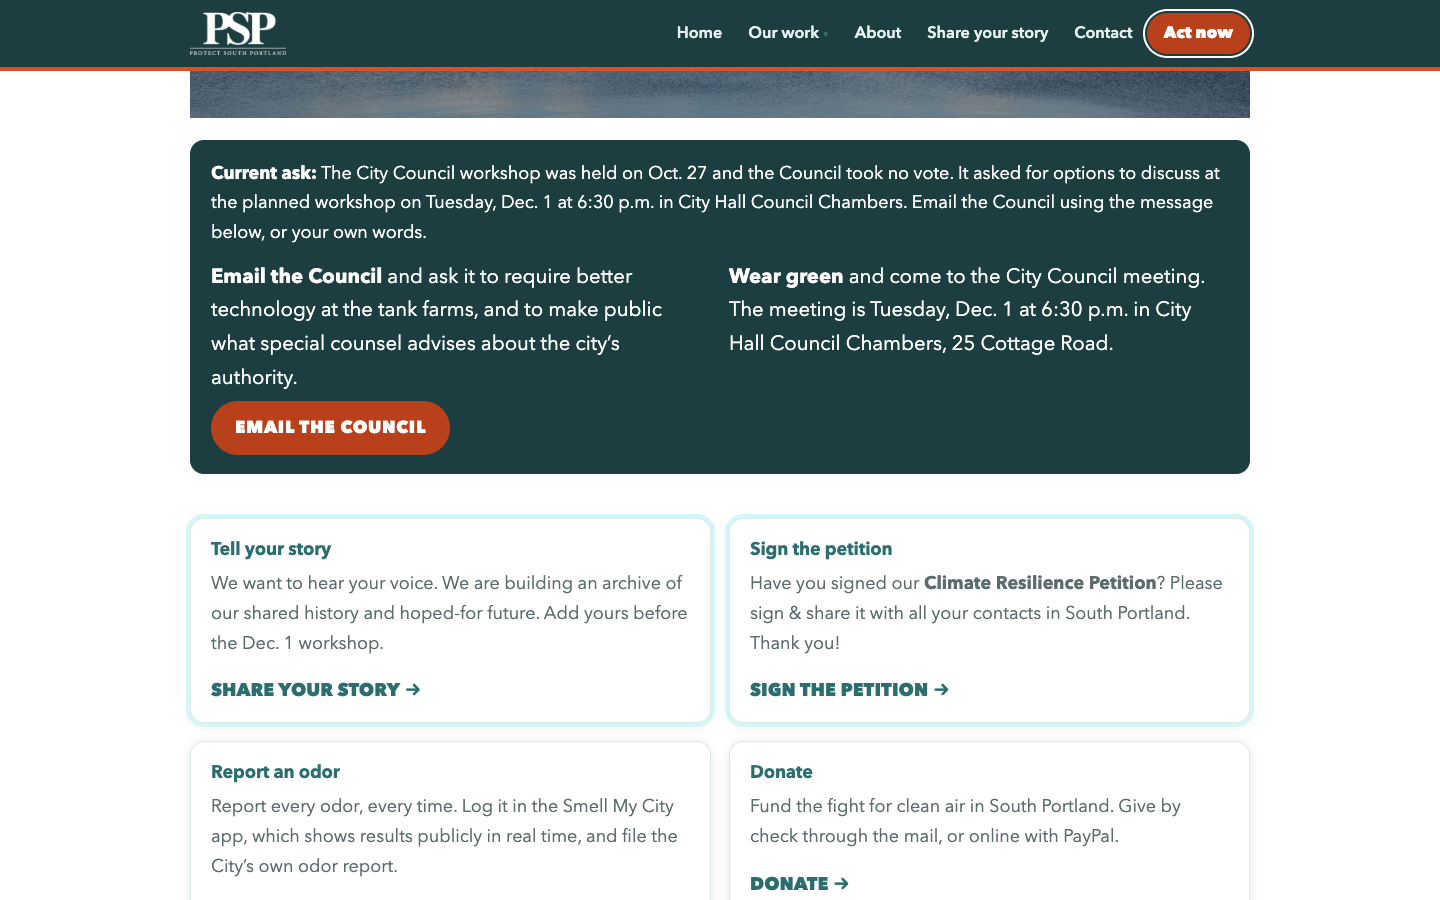 PSP
PROTECT SOUTH PORTLAND
Home
Our work
About
Share your story
Contact
Act now
Current ask: The City Council workshop was held on Oct. 27 and the Council took no vote. It asked for options to discuss at
the planned workshop on Tuesday, Dec. 1 at 6:30 p.m. in City Hall Council Chambers. Email the Council using the message
below, or your own words.
Email the Council and ask it to require better
technology at the tank farms, and to make public
what special counsel advises about the city’s
authority.
EMAIL THE COUNCIL
Wear green and come to the City Council meeting.
The meeting is Tuesday, Dec. 1 at 6:30 p.m. in City
Hall Council Chambers, 25 Cottage Road.
Tell your story
We want to hear your voice. We are building an archive of
our shared history and hoped-for future. Add yours before
the Dec. 1 workshop.
SHARE YOUR STORY →
Sign the petition
Have you signed our Climate Resilience Petition? Please
sign & share it with all your contacts in South Portland.
Thank you!
SIGN THE PETITION →
Report an odor
Report every odor, every time. Log it in the Smell My City
app, which shows results publicly in real time, and file the
City’s own odor report.
Donate
Fund the fight for clean air in South Portland. Give by
check through the mail, or online with PayPal.
DONATE →